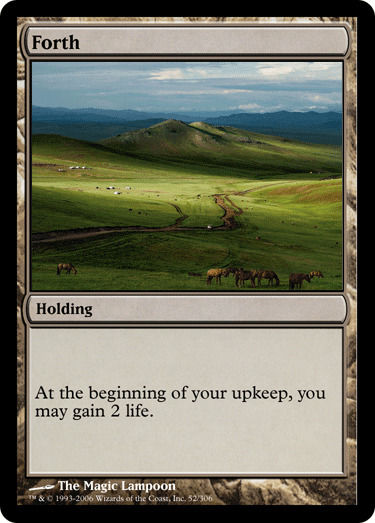 Forth
Holding
At the beginning of your upkeep, you
may gain 2 life.
The Magic Lampoon
™ & © 1993-2006 Wizards of the Coast, Inc. 52/306